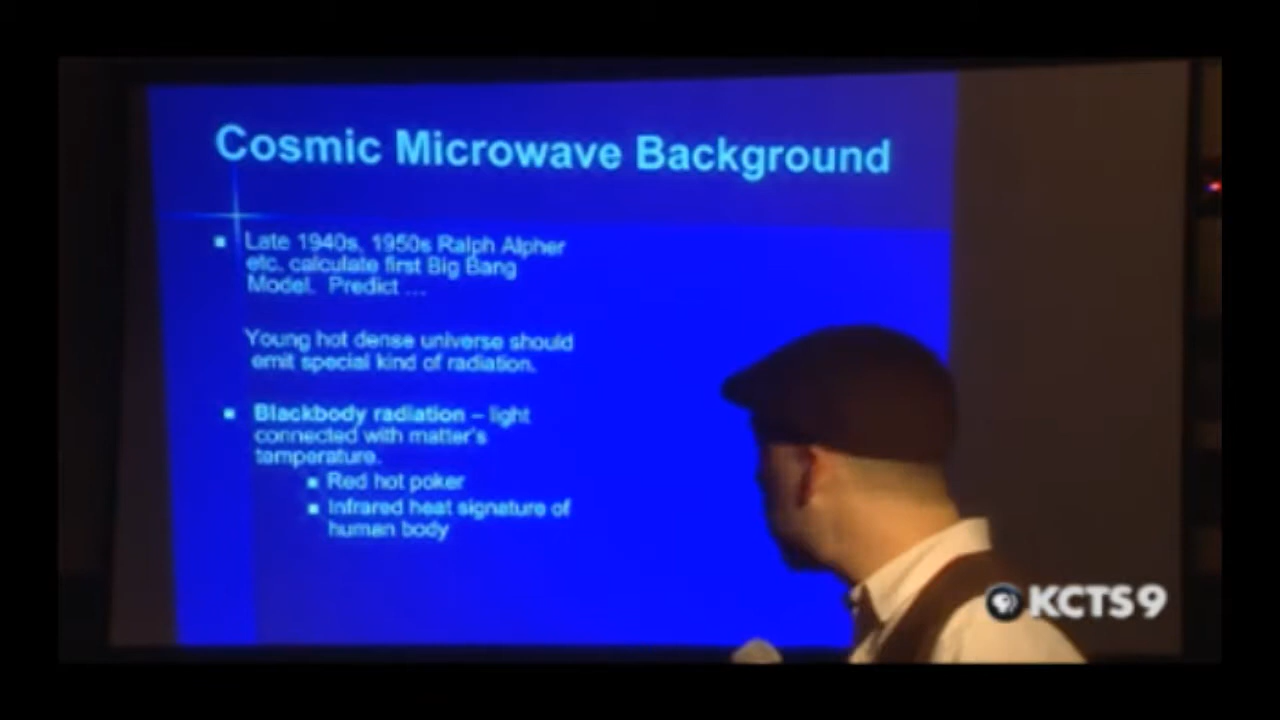 Cosmic Microwave Background
Late 1940s, 1950s Ralph Alpher
etc. calculate first Big Bang
Model. Predict ...
Young hot dense universe should
emit special kind of radiation.
Blackbody radiation – light
connected with matter's
temperature.
Red hot poker
Infrared heat signature of
human body
KCTS 9